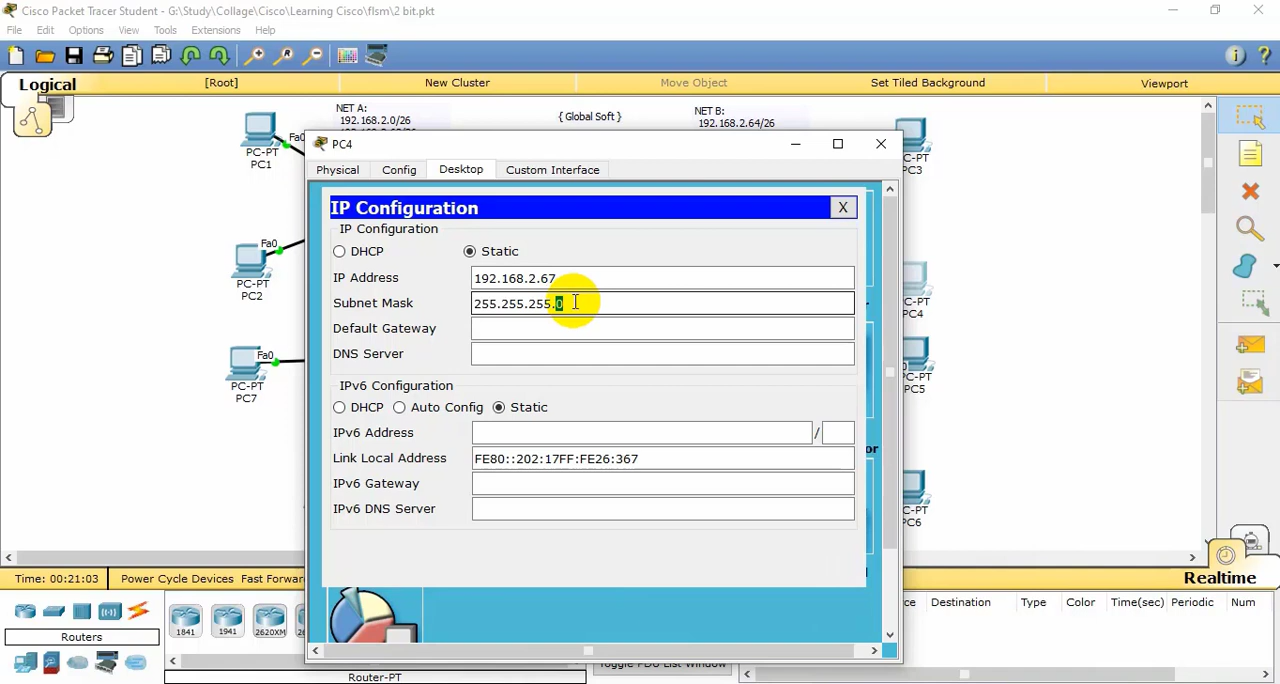 Cisco Packet Tracer Student - G:\Study\Collage\Cisco\Learning Cisco\flsm\2 bit.pkt
File Edit Options View Tools Extensions Help
Logical
[Root]
New Cluster
Move Object
Set Tiled Background
Viewport
NET A:
192.168.2.0/26
{ Global Soft }
NET B:
192.168.2.64/26
PC-PT
PC1
Fa0
PC-PT
PC2
Fa0
PC-PT
PC7
PC-PT
PC3
PC-PT
PC4
PC-PT
PC5
PC-PT
PC6
PC4
Physical Config Desktop Custom Interface
IP Configuration
X
IP Configuration
DHCP Static
IP Address 192.168.2.67
Subnet Mask 255.255.255.0
Default Gateway
DNS Server
IPv6 Configuration
DHCP Auto Config Static
IPv6 Address /
Link Local Address FE80::202:17FF:FE26:367
IPv6 Gateway
IPv6 DNS Server
Time: 00:21:03 Power Cycle Devices Fast Forward
Realtime
Routers
1841 1941 2620XM
Router-PT
Toggle PDU List Window
Destination Type Color Time(sec) Periodic Num